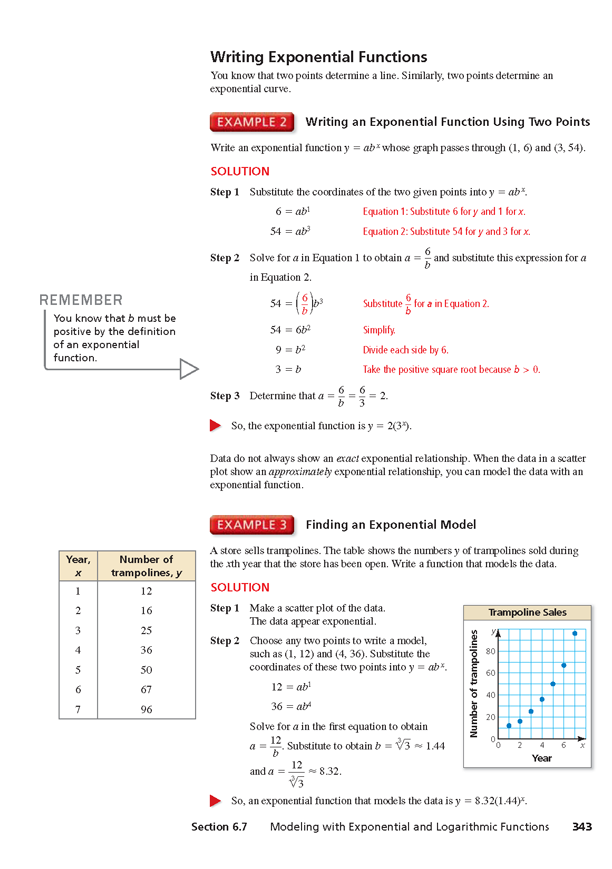 Writing Exponential Functions
You know that two points determine a line. Similarly, two points determine an
exponential curve.
EXAMPLE 2 Writing an Exponential Function Using Two Points
Write an exponential function y = ab^x whose graph passes through (1, 6) and (3, 54).
SOLUTION
Step 1 Substitute the coordinates of the two given points into y = ab^x.
6 = ab^1 Equation 1: Substitute 6 for y and 1 for x.
54 = ab^3 Equation 2: Substitute 54 for y and 3 for x.
Step 2 Solve for a in Equation 1 to obtain a = 6/b and substitute this expression for a
in Equation 2.
54 = (6/b)b^3 Substitute 6/b for a in Equation 2.
54 = 6b^2 Simplify.
9 = b^2 Divide each side by 6.
3 = b Take the positive square root because b > 0.
Step 3 Determine that a = 6/b = 6/3 = 2.
So, the exponential function is y = 2(3^x).
REMEMBER
You know that b must be
positive by the definition
of an exponential
function.
Data do not always show an exact exponential relationship. When the data in a scatter
plot show an approximately exponential relationship, you can model the data with an
exponential function.
EXAMPLE 3 Finding an Exponential Model
A store sells trampolines. The table shows the numbers y of trampolines sold during
the xth year that the store has been open. Write a function that models the data.
Year, Number of
x trampolines, y
1 12
2 16
3 25
4 36
5 50
6 67
7 96
SOLUTION
Step 1 Make a scatter plot of the data.
The data appear exponential.
Step 2 Choose any two points to write a model,
such as (1, 12) and (4, 36). Substitute the
coordinates of these two points into y = ab^x.
12 = ab^1
36 = ab^4
Solve for a in the first equation to obtain
a = 12/b. Substitute to obtain b = ∛3 ≈ 1.44
and a = 12/∛3 ≈ 8.32.
So, an exponential function that models the data is y = 8.32(1.44)^x.
Trampoline Sales
Number of trampolines
y
80
60
40
20
0
0 2 4 6 x
Year
Section 6.7 Modeling with Exponential and Logarithmic Functions 343